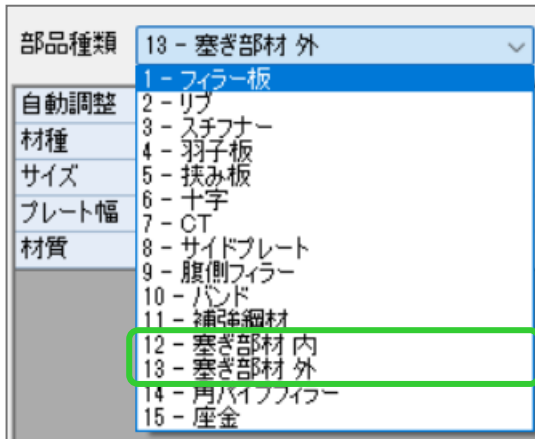 部品種類 13 - 塞ぎ部材 外
1 - フィラー板
自動調整 2 - リブ
3 - スチフナー
材種 4 - 羽子板
サイズ 5 - 挟み板
6 - 十字
プレート幅 7 - CT
材質 8 - サイドプレート
9 - 腹側フィラー
10 - バンド
11 - 補強鋼材
12 - 塞ぎ部材 内
13 - 塞ぎ部材 外
14 - 角パイプフィラー
15 - 座金